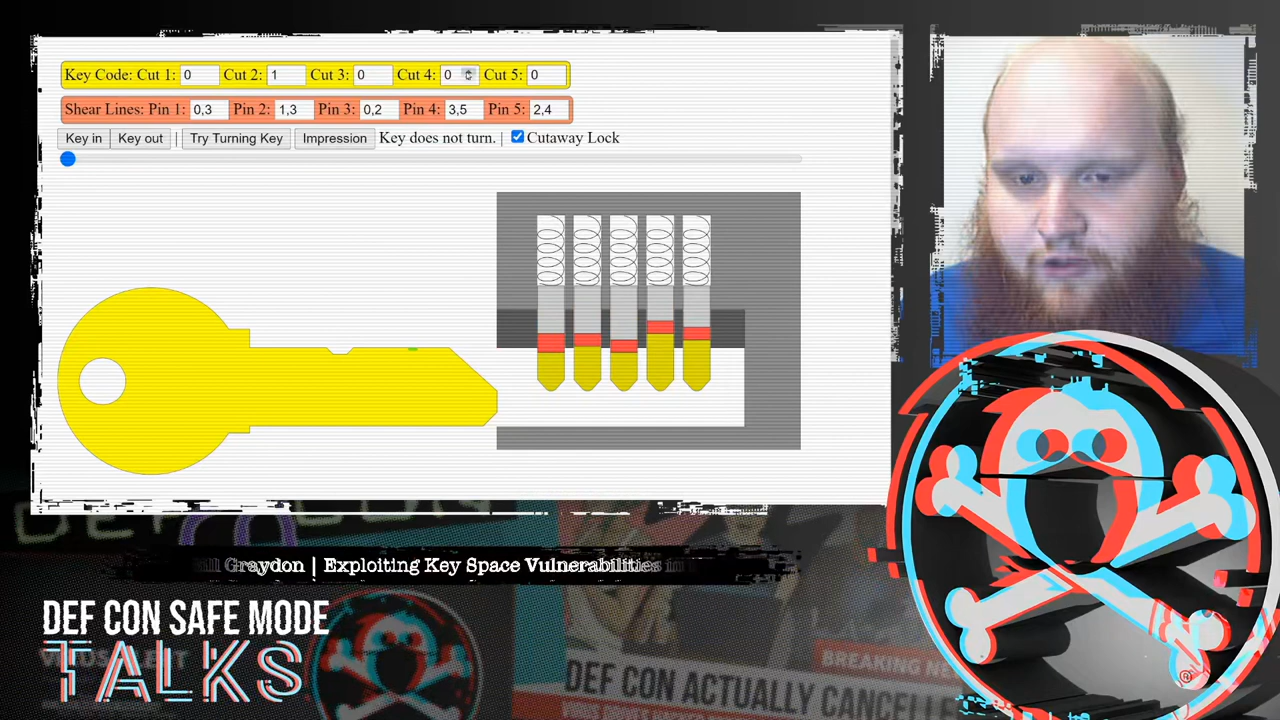 Key Code: Cut 1: 0 Cut 2: 1 Cut 3: 0 Cut 4: 0 Cut 5: 0
Shear Lines: Pin 1: 0,3 Pin 2: 1,3 Pin 3: 0,2 Pin 4: 3,5 Pin 5: 2,4
Key in Key out | Try Turning Key Impression Key does not turn. | Cutaway Lock
Graydon | Exploiting Key Space Vulnerabilities in
DEF CON SAFE MODE
TALKS
DEF CON
BREAKING
DEF CON ACTUALLY CANCELLE
®